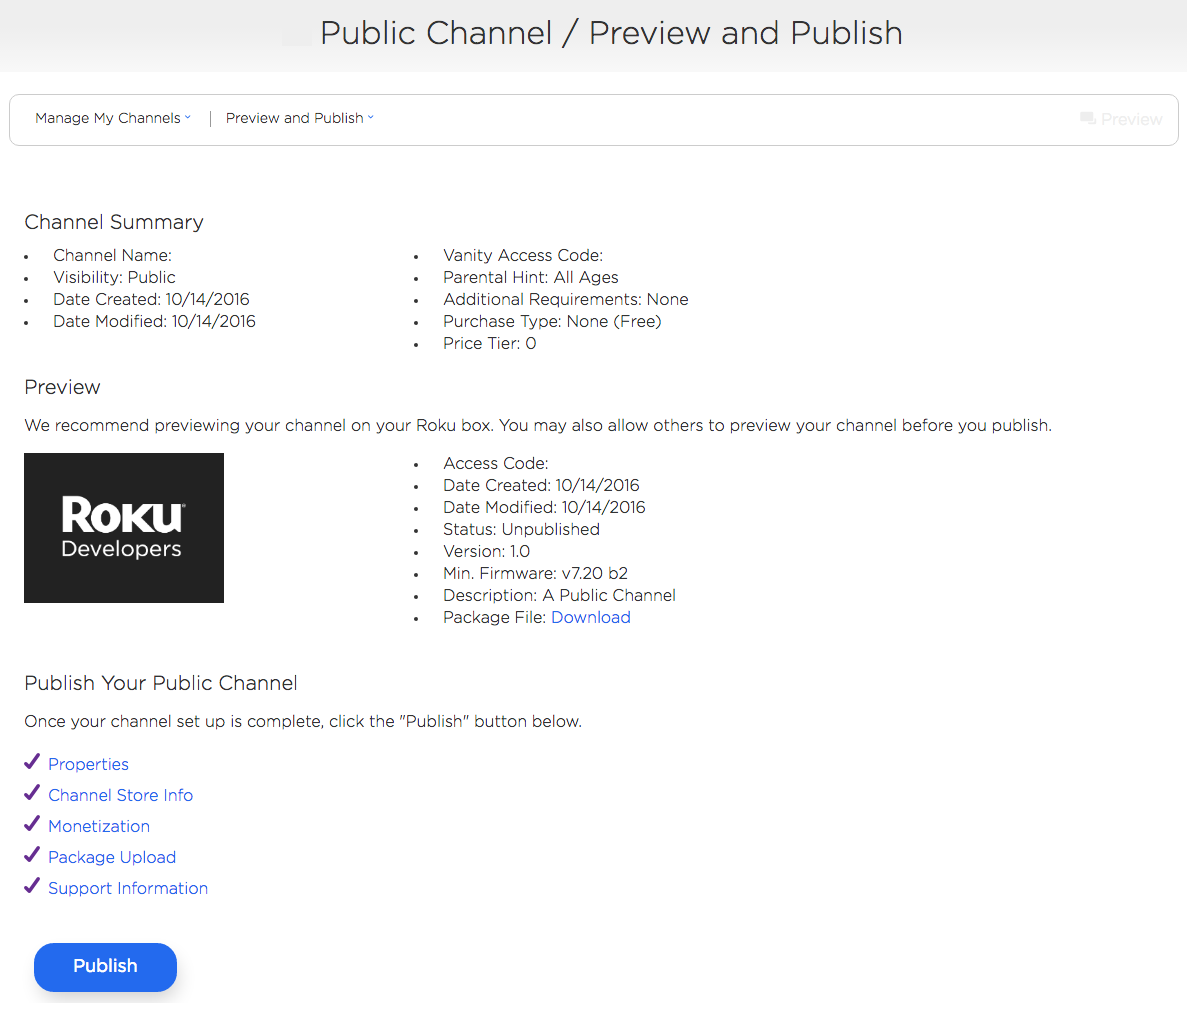 Public Channel / Preview and Publish
Manage My Channels | Preview and Publish
Preview
Channel Summary
• Channel Name:
• Visibility: Public
• Date Created: 10/14/2016
• Date Modified: 10/14/2016
• Vanity Access Code:
• Parental Hint: All Ages
• Additional Requirements: None
• Purchase Type: None (Free)
• Price Tier: 0
Preview
We recommend previewing your channel on your Roku box. You may also allow others to preview your channel before you publish.
Roku
Developers
• Access Code:
• Date Created: 10/14/2016
• Date Modified: 10/14/2016
• Status: Unpublished
• Version: 1.0
• Min. Firmware: v7.20 b2
• Description: A Public Channel
• Package File: Download
Publish Your Public Channel
Once your channel set up is complete, click the "Publish" button below.
✔ Properties
✔ Channel Store Info
✔ Monetization
✔ Package Upload
✔ Support Information
Publish